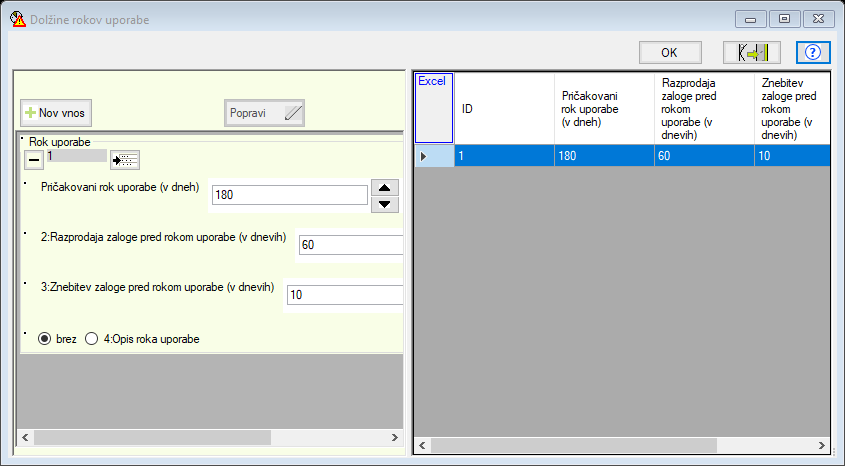 Dolžine rokov uporabe
OK
Nov vnos
Popravi
Rok uporabe
1
Pričakovani rok uporabe (v dneh)
180
2:Razprodaja zaloge pred rokom uporabe (v dnevih)
60
3:Znebitev zaloge pred rokom uporabe (v dnevih)
10
brez
4:Opis roka uporabe
Excel
ID
Pričakovani
rok uporabe
(v dneh)
Razprodaja
zaloge pred
rokom
uporabe (v
dnevih)
Znebitev
zaloge pred
rokom
uporabe (v
dnevih)
1
180
60
10